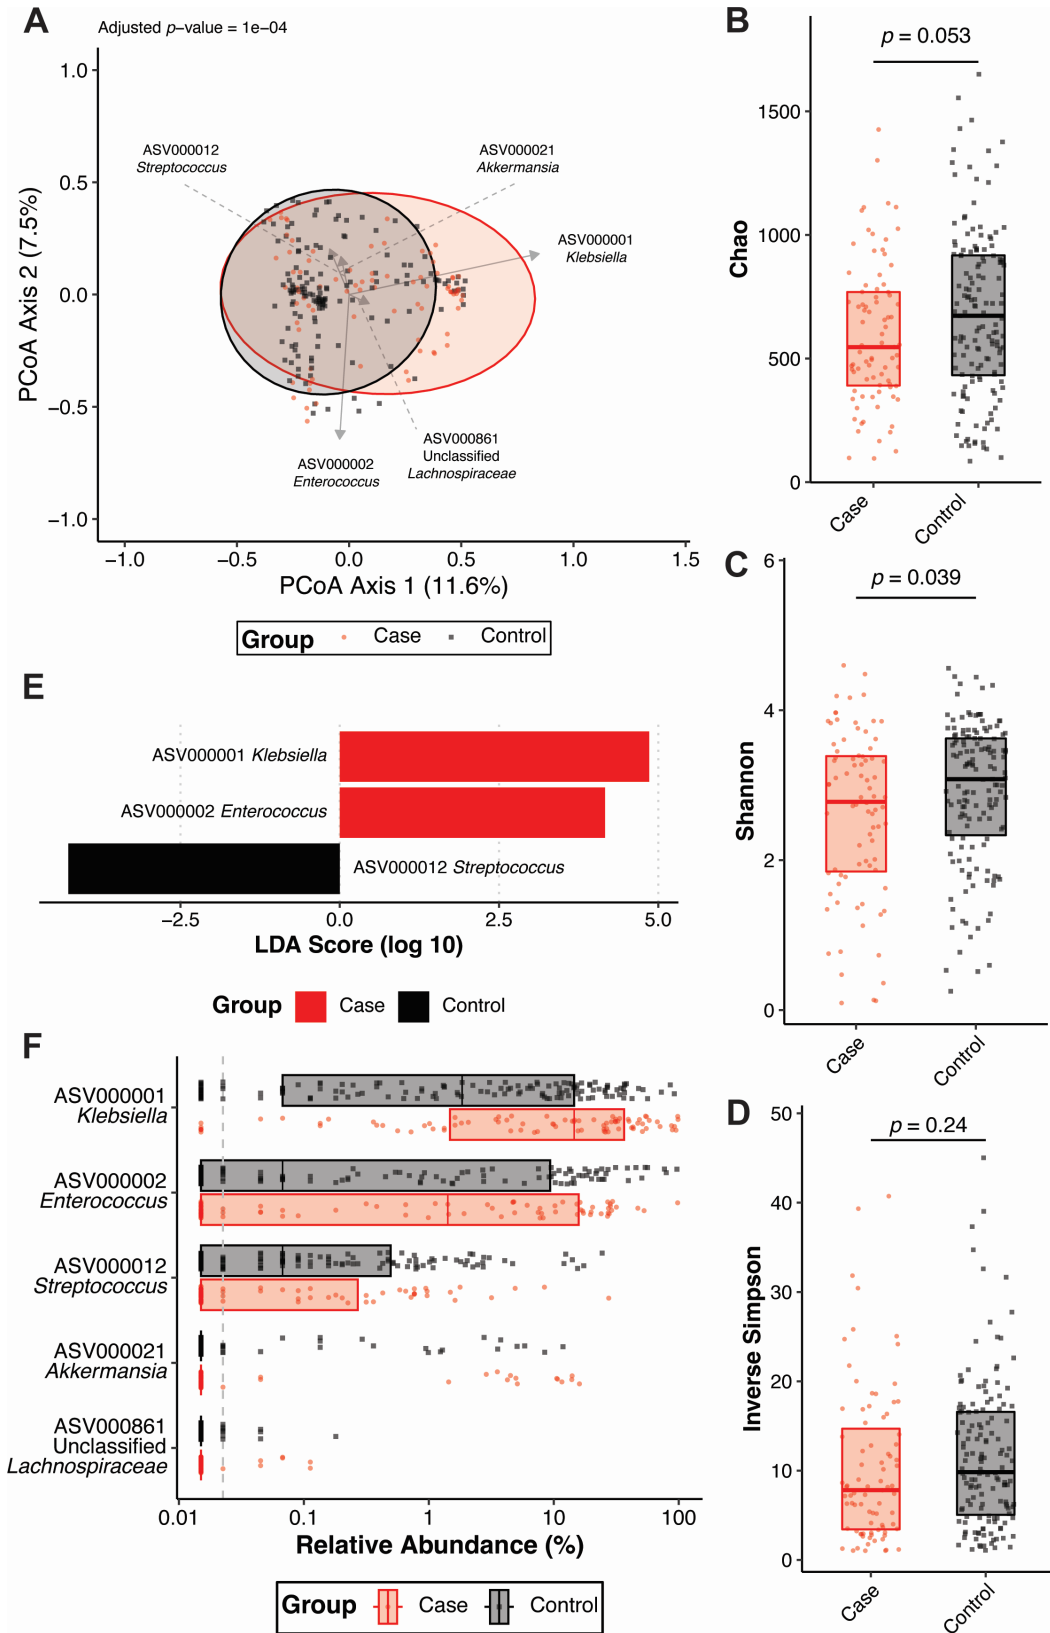 A
Adjusted p−value = 1e−04
1.0
0.5
0.0
−0.5
−1.0
PCoA Axis 2 (7.5%)
ASV000012
Streptococcus
ASV000021
Akkermansia
ASV000001
Klebsiella
ASV000002
Enterococcus
ASV000861
Unclassified
Lachnospiraceae
−1.0 −0.5 0.0 0.5 1.0 1.5
PCoA Axis 1 (11.6%)
Group Case Control
B
p = 0.053
1500
1000
500
0
Chao
Case Control
C
p = 0.039
6
4
2
0
Shannon
Case Control
D
p = 0.24
50
40
30
20
10
0
Inverse Simpson
Case Control
E
ASV000001 Klebsiella
ASV000002 Enterococcus
ASV000012 Streptococcus
−2.5 0.0 2.5 5.0
LDA Score (log 10)
Group Case Control
F
ASV000001
Klebsiella
ASV000002
Enterococcus
ASV000012
Streptococcus
ASV000021
Akkermansia
ASV000861
Unclassified
Lachnospiraceae
0.01 0.1 1 10 100
Relative Abundance (%)
Group Case Control